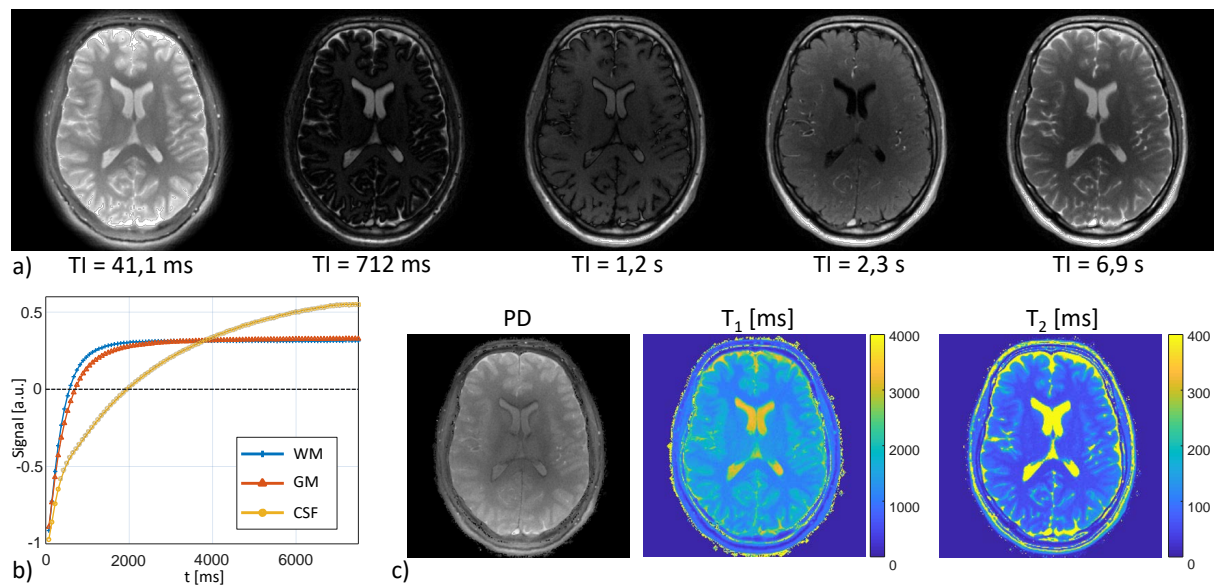 a) TI = 41,1 ms TI = 712 ms TI = 1,2 s TI = 2,3 s TI = 6,9 s
0.5
0
-0.5
-1
Signal [a.u.]
WM
GM
CSF
0 2000 4000 6000
b) t [ms]
c)
PD
T1 [ms]
4000
3000
2000
1000
0
T2 [ms]
400
300
200
100
0